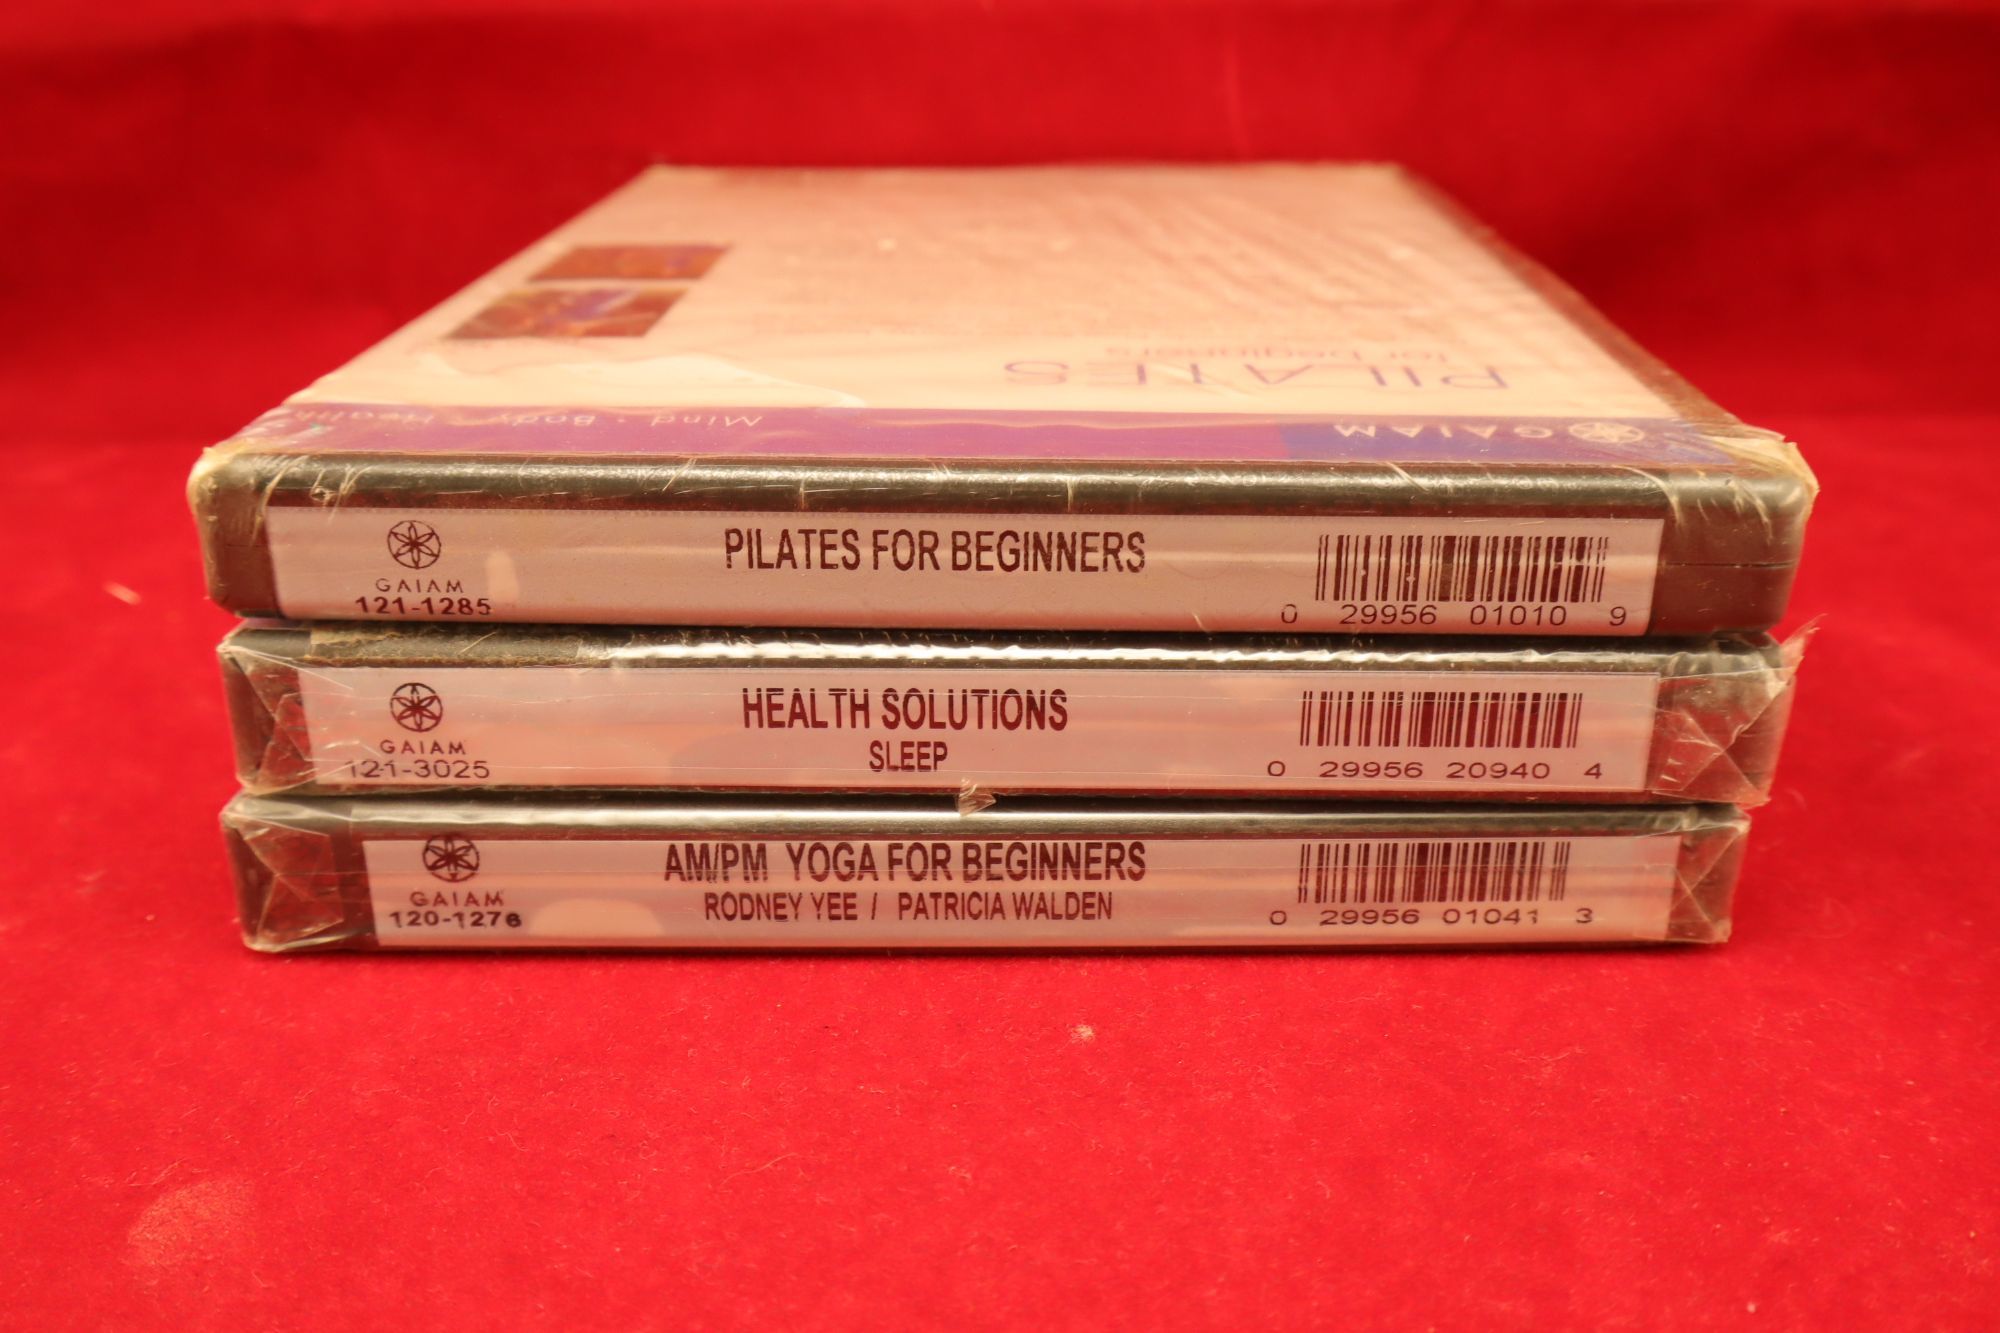 for beginners
PILATES
Mind · Body · Health
GAIAM
GAIAM
121-1285
PILATES FOR BEGINNERS
0 29956 01010 9
GAIAM
121-3025
HEALTH SOLUTIONS
SLEEP
0 29956 20940 4
GAIAM
120-1276
AM/PM YOGA FOR BEGINNERS
RODNEY YEE / PATRICIA WALDEN
0 29956 01041 3